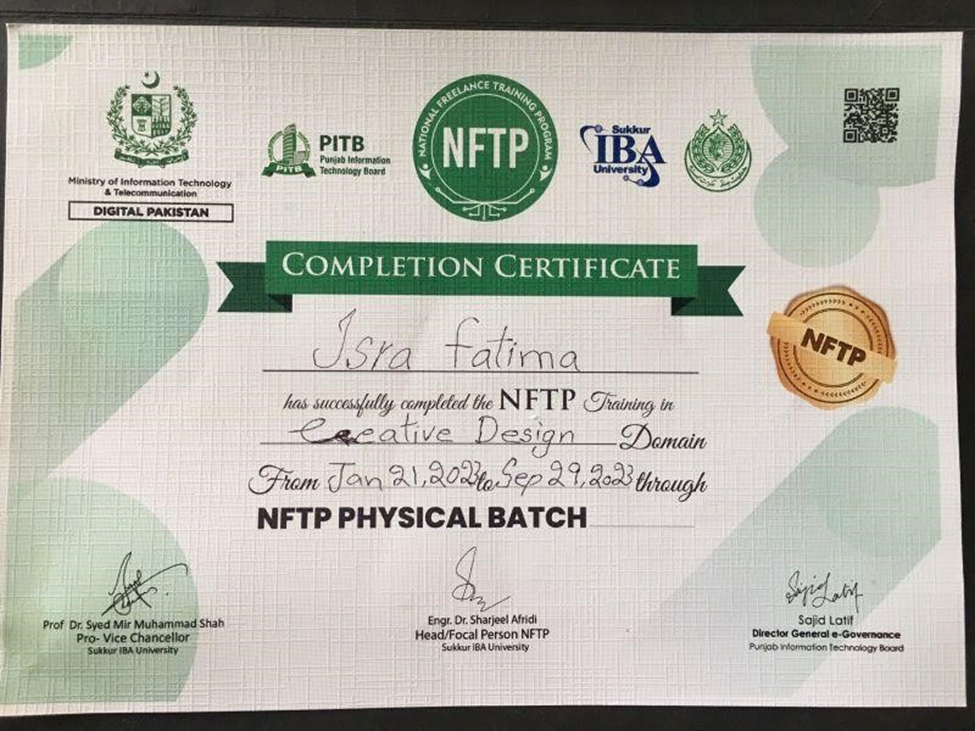 Ministry of Information Technology
& Telecommunication
DIGITAL PAKISTAN
PITB
PITB
Punjab Information
Technology Board
NATIONAL FREELANCE TRAINING PROGRAM
NFTP
Sukkur
IBA
University
COMPLETION CERTIFICATE
NFTP
Isra fatima
has successfully completed the NFTP Training in
Creative Design Domain
From Jan 21,2023 to Sep 29,2023 through
NFTP PHYSICAL BATCH
Prof Dr. Syed Mir Muhammad Shah
Pro- Vice Chancellor
Sukkur IBA University
Engr. Dr. Sharjeel Afridi
Head/Focal Person NFTP
Sukkur IBA University
Sajid Latif
Sajid Latif
Director General e-Governance
Punjab Information Technology Board